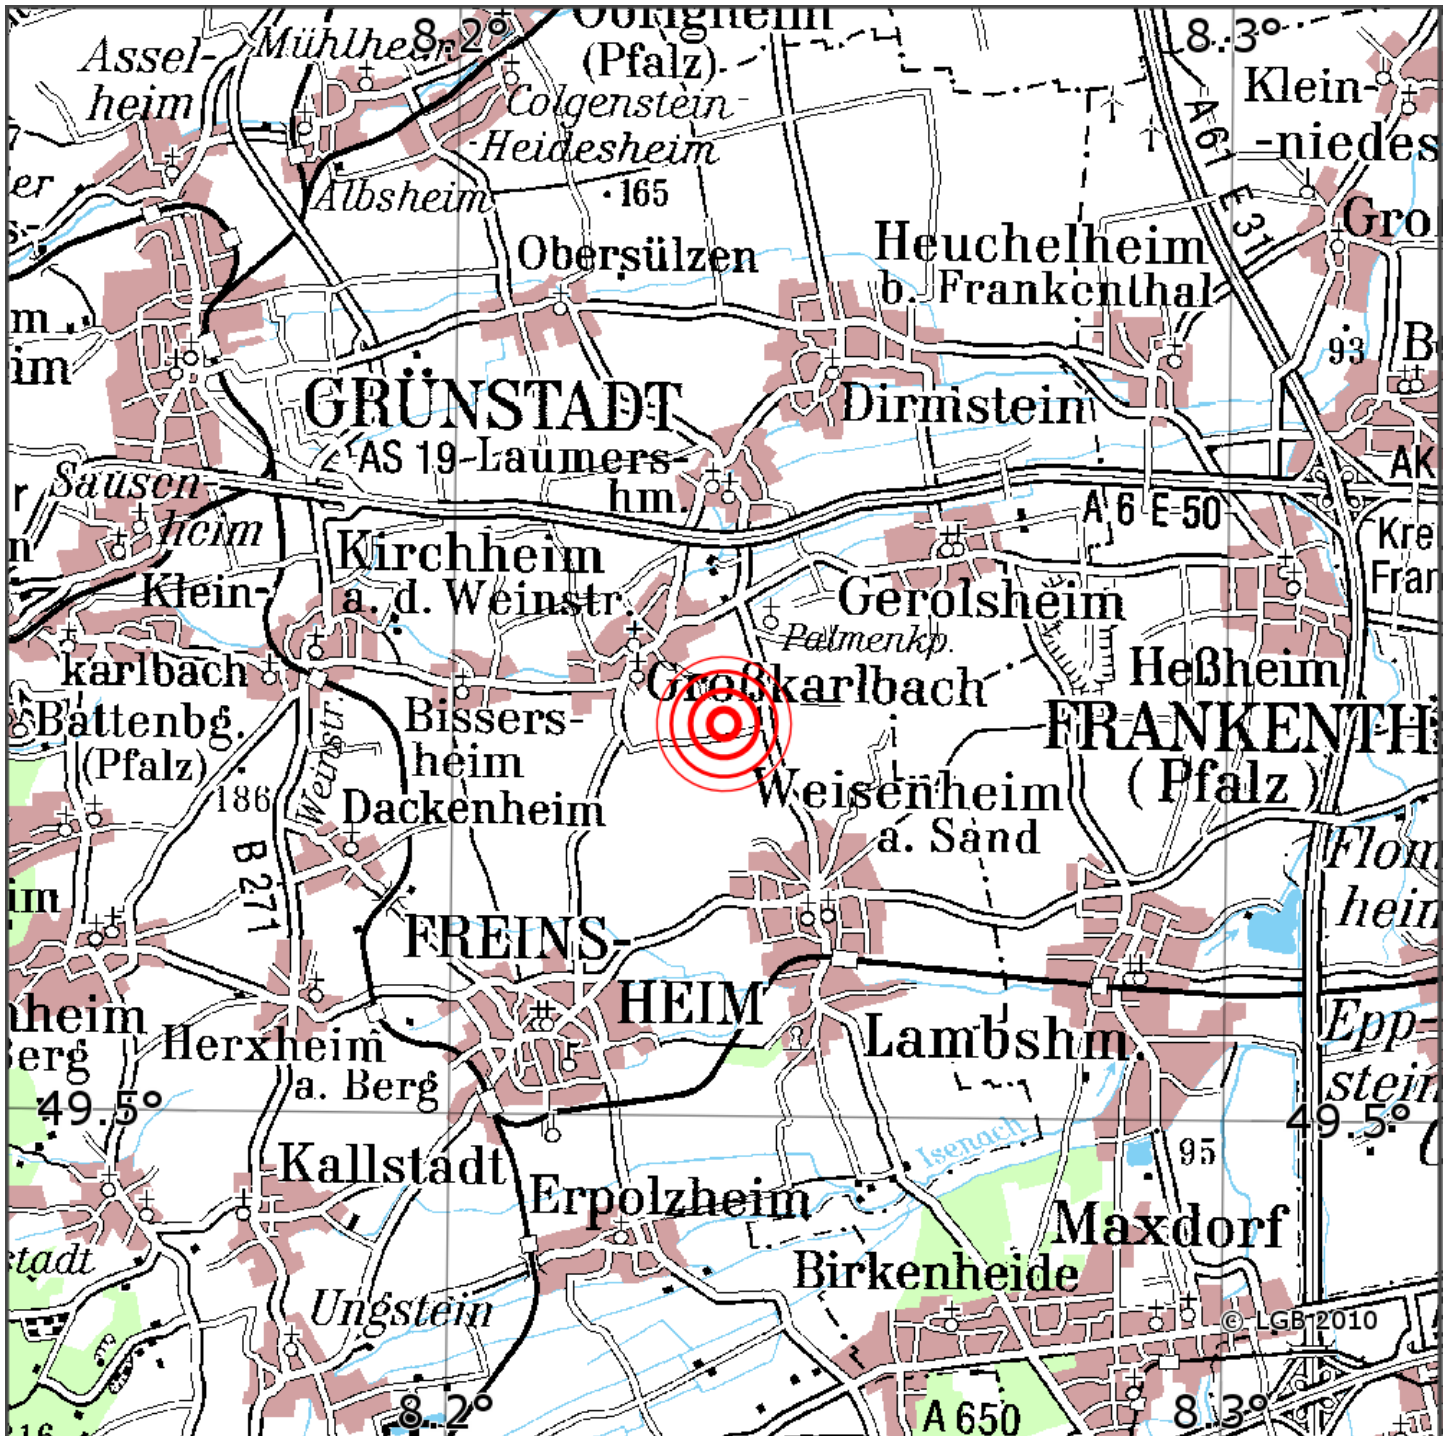 8.2°
8.3°
Obrigheim
(Pfalz)
Assel-
heim
Mühlheim
Colgenstein-
-Heidesheim
Albsheim
165
Klein-
-niedes
A 61
E 31
Obersülzen
Heuchelheim
b. Frankenthal
93
GRÜNSTADT
AS 19
Laumers-
hm.
Dirmstein
AK
Sausen-
heim
A 6 E-50
Kirchheim
a. d. Weinstr.
Klein-
karlbach
Gerolsheim
Palmenkp.
Großkarlbach
Heßheim
Battenbg.
(Pfalz)
Bissers-
heim
FRANKENTH
(Pfalz)
186
Weinstr.
Dackenheim
Weisenheim
a. Sand
B 271
FREINS-
HEIM
Herxheim
a. Berg
Lambshm.
Epp-
stein
49.5°
49.5°
Isenach
95
Kallstadt
Erpolzheim
Maxdorf
Birkenheide
Ungstein
© LGB 2010
A 650
8.2°
8.3°